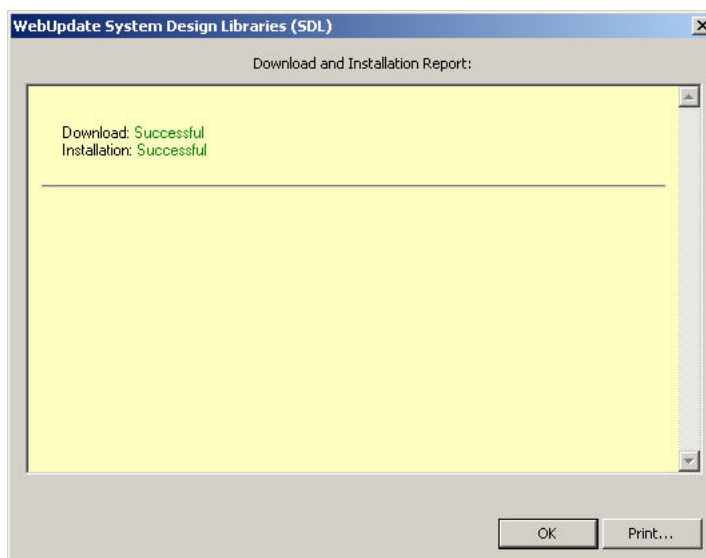 WebUpdate System Design Libraries (SDL)
Download and Installation Report:
Download: Successful
Installation: Successful
OK
Print...